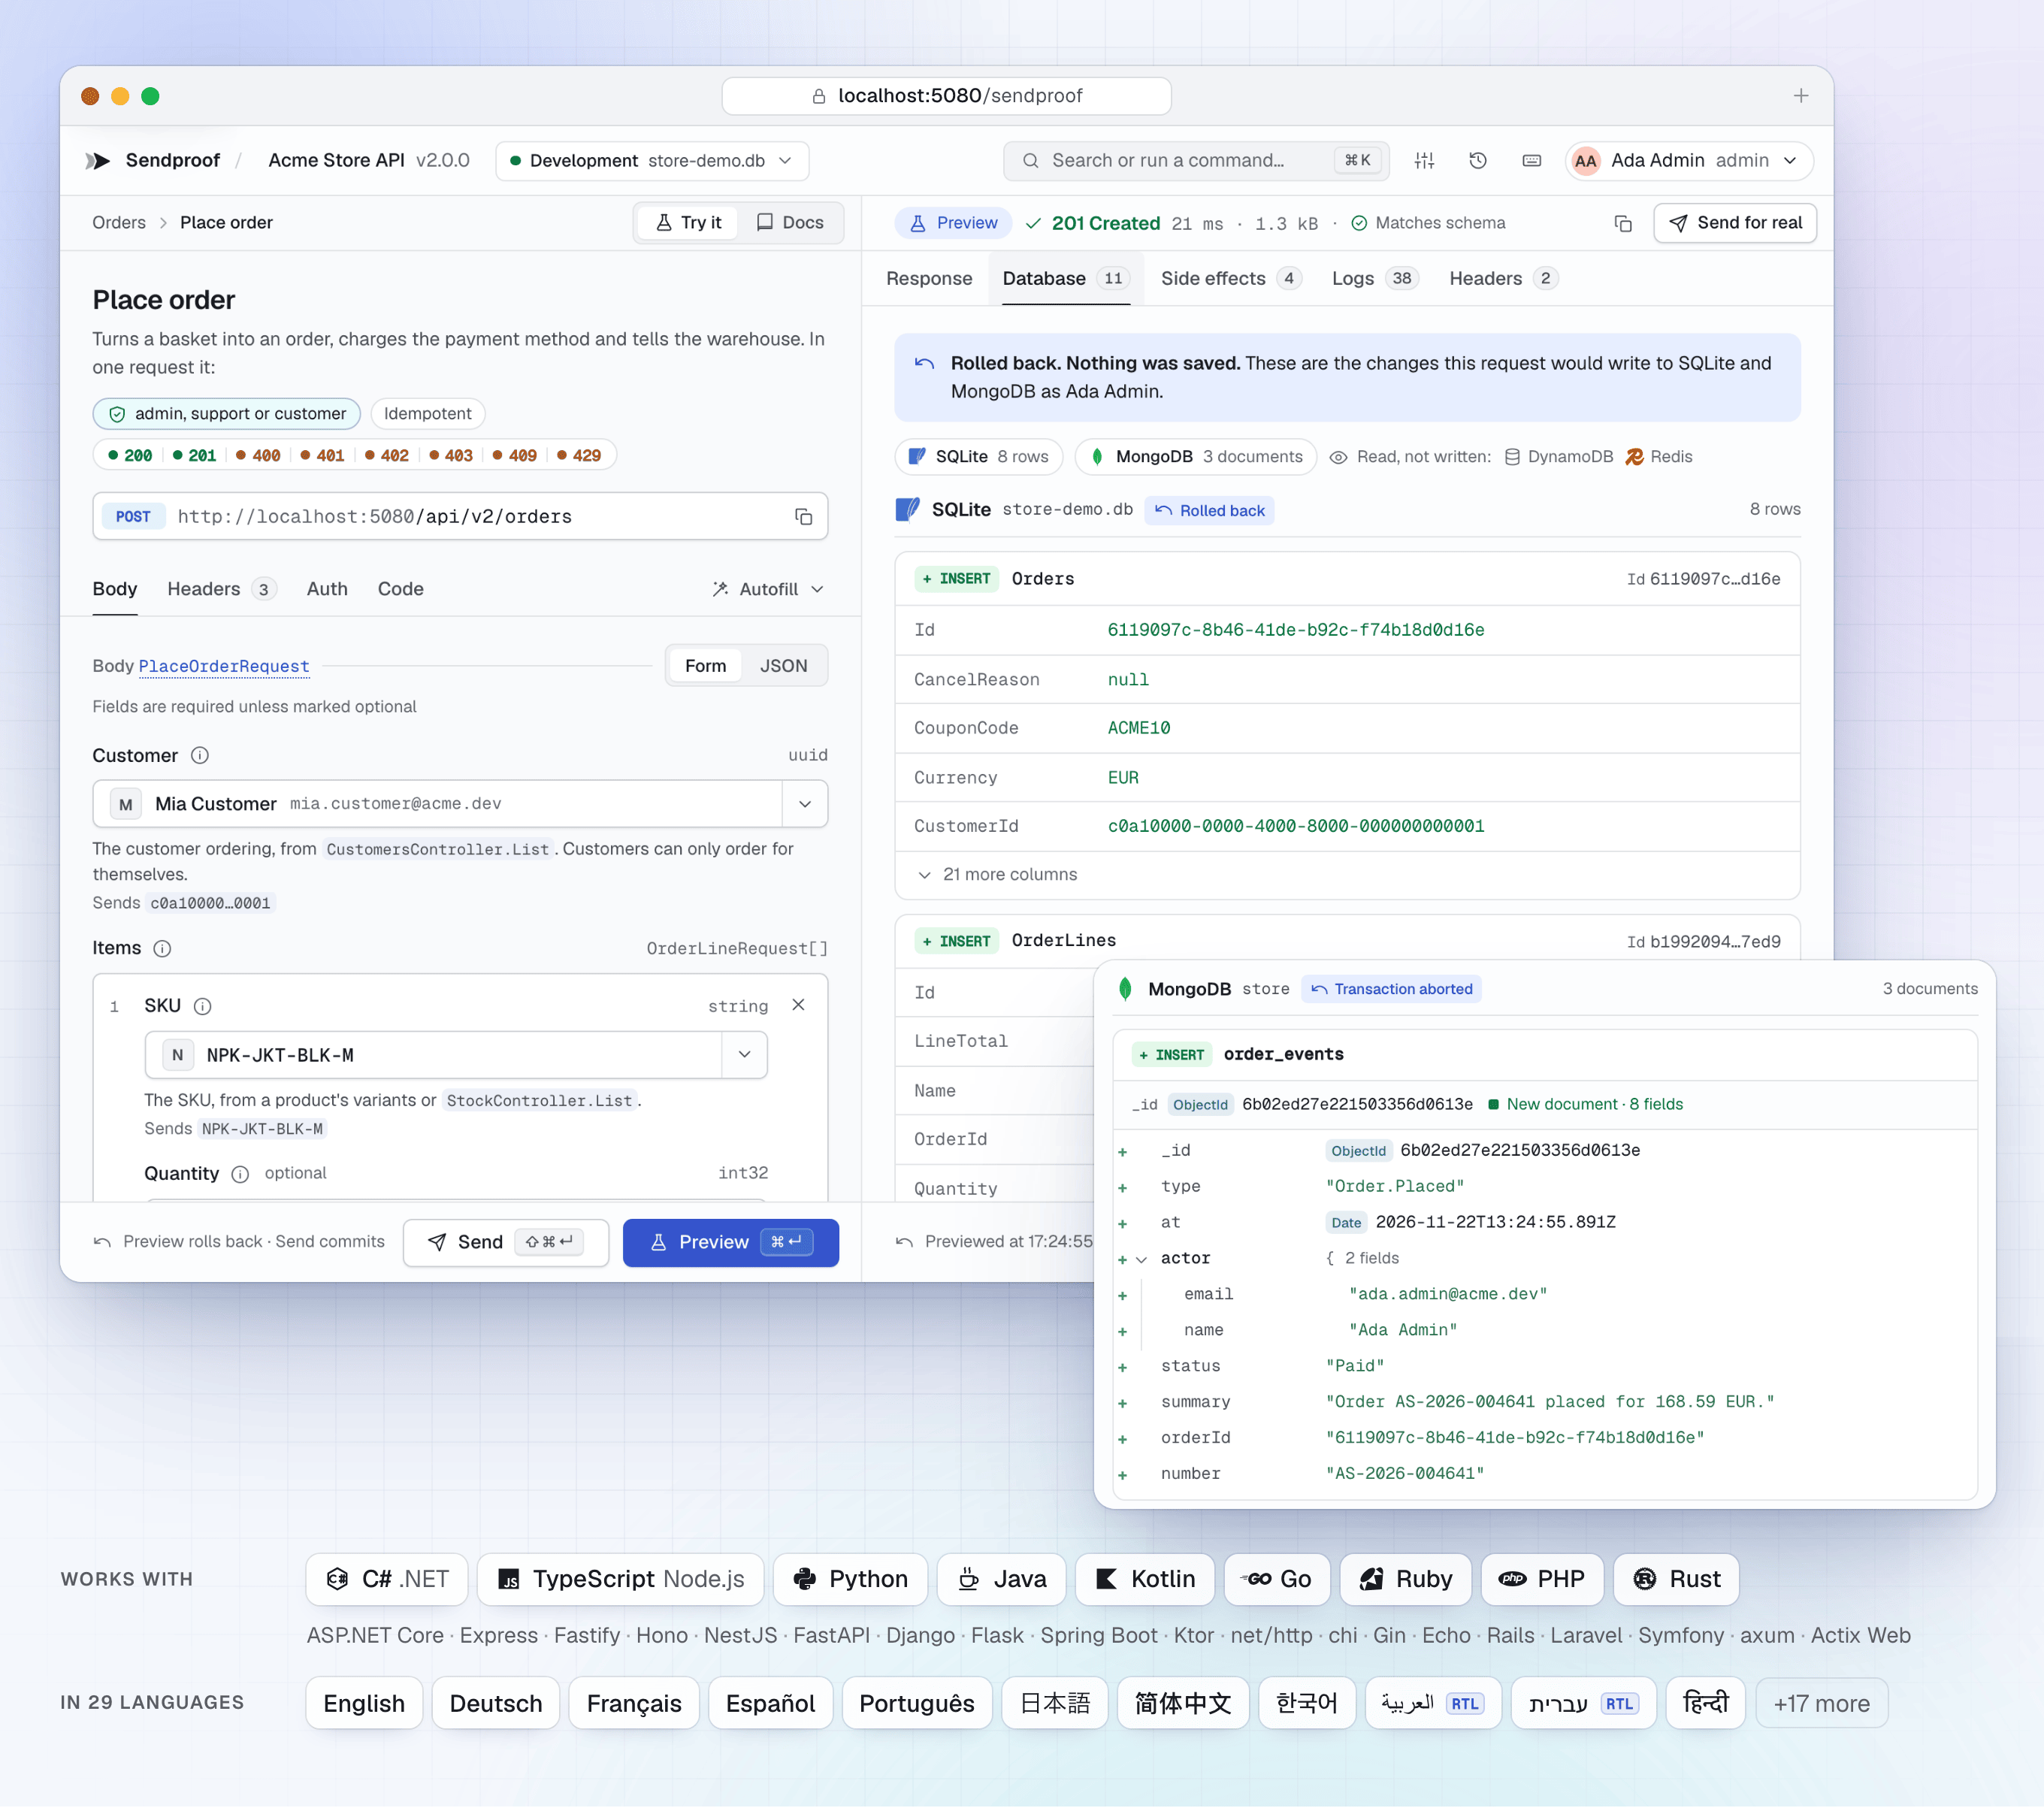 localhost:5080/sendproof
Sendproof / Acme Store API v2.0.0 Development store-demo.db
Search or run a command... ⌘K
AA Ada Admin admin
Orders > Place order
Try it Docs
Place order
Turns a basket into an order, charges the payment method and tells the warehouse. In
one request it:
admin, support or customer Idempotent
200 201 400 401 402 403 409 429
POST http://localhost:5080/api/v2/orders
Body Headers 3 Auth Code Autofill
Body PlaceOrderRequest Form JSON
Fields are required unless marked optional
Customer uuid
M Mia Customer mia.customer@acme.dev
The customer ordering, from CustomersController.List. Customers can only order for
themselves.
Sends c0a10000…0001
Items OrderLineRequest[]
1 SKU string
N NPK-JKT-BLK-M
The SKU, from a product's variants or StockController.List.
Sends NPK-JKT-BLK-M
Quantity optional int32
Preview rolls back · Send commits Send ⇧⌘↵ Preview ⌘↵
Preview 201 Created 21 ms · 1.3 kB · Matches schema Send for real
Response Database 11 Side effects 4 Logs 38 Headers 2
Rolled back. Nothing was saved. These are the changes this request would write to SQLite and
MongoDB as Ada Admin.
SQLite 8 rows MongoDB 3 documents Read, not written: DynamoDB Redis
SQLite store-demo.db Rolled back 8 rows
+ INSERT Orders Id 6119097c…d16e
Id 6119097c-8b46-41de-b92c-f74b18d0d16e
CancelReason null
CouponCode ACME10
Currency EUR
CustomerId c0a10000-0000-4000-8000-000000000001
21 more columns
+ INSERT OrderLines Id b1992094…7ed9
Id
LineTotal
Name
OrderId
Quantity
Previewed at 17:24:55
MongoDB store Transaction aborted 3 documents
+ INSERT order_events
_id ObjectId 6b02ed27e221503356d0613e New document · 8 fields
+ _id ObjectId 6b02ed27e221503356d0613e
+ type "Order.Placed"
+ at Date 2026-11-22T13:24:55.891Z
+ actor { 2 fields
+ email "ada.admin@acme.dev"
+ name "Ada Admin"
+ status "Paid"
+ summary "Order AS-2026-004641 placed for 168.59 EUR."
+ orderId "6119097c-8b46-41de-b92c-f74b18d0d16e"
+ number "AS-2026-004641"
WORKS WITH C# .NET JS TypeScript Node.js Python Java Kotlin GO Go Ruby php PHP Rust
ASP.NET Core · Express · Fastify · Hono · NestJS · FastAPI · Django · Flask · Spring Boot · Ktor · net/http · chi · Gin · Echo · Rails · Laravel · Symfony · axum · Actix Web
IN 29 LANGUAGES English Deutsch Français Español Português 日本語 简体中文 한국어 العربية RTL עברית RTL हिन्दी +17 more